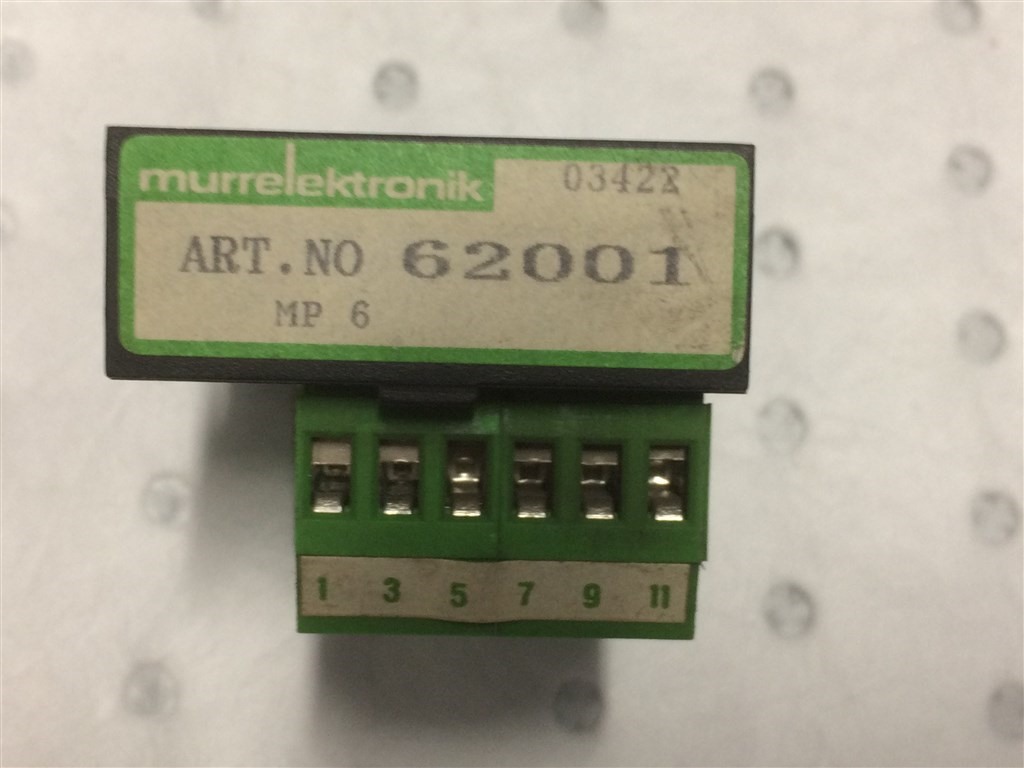 murrelektronik
03422
ART.NO 62001
MP 6
1 3 5 7 9 11